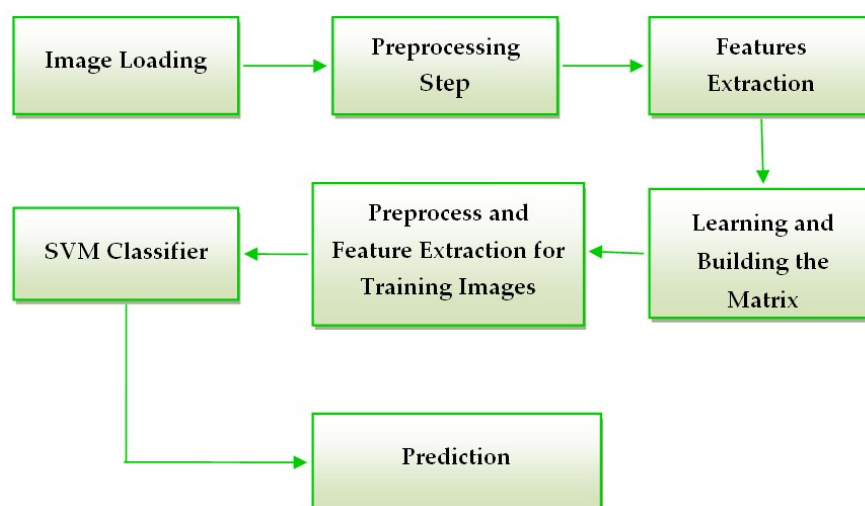 Image Loading
Preprocessing
Step
Features
Extraction
Learning and
Building the
Matrix
Preprocess and
Feature Extraction for
Training Images
SVM Classifier
Prediction